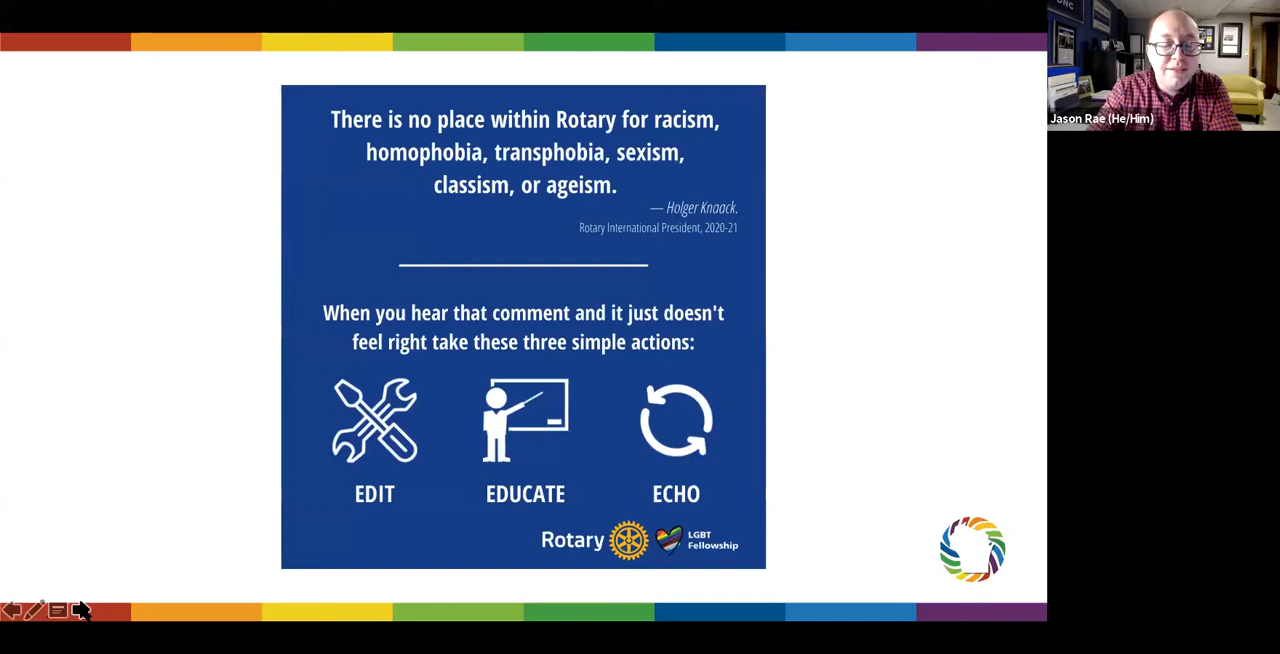 There is no place within Rotary for racism,
homophobia, transphobia, sexism,
classism, or ageism.
— Holger Knaack.
Rotary International President, 2020-21
When you hear that comment and it just doesn't
feel right take these three simple actions:
EDIT
EDUCATE
ECHO
Rotary
LGBT
Fellowship
Jason Rae (He/Him)